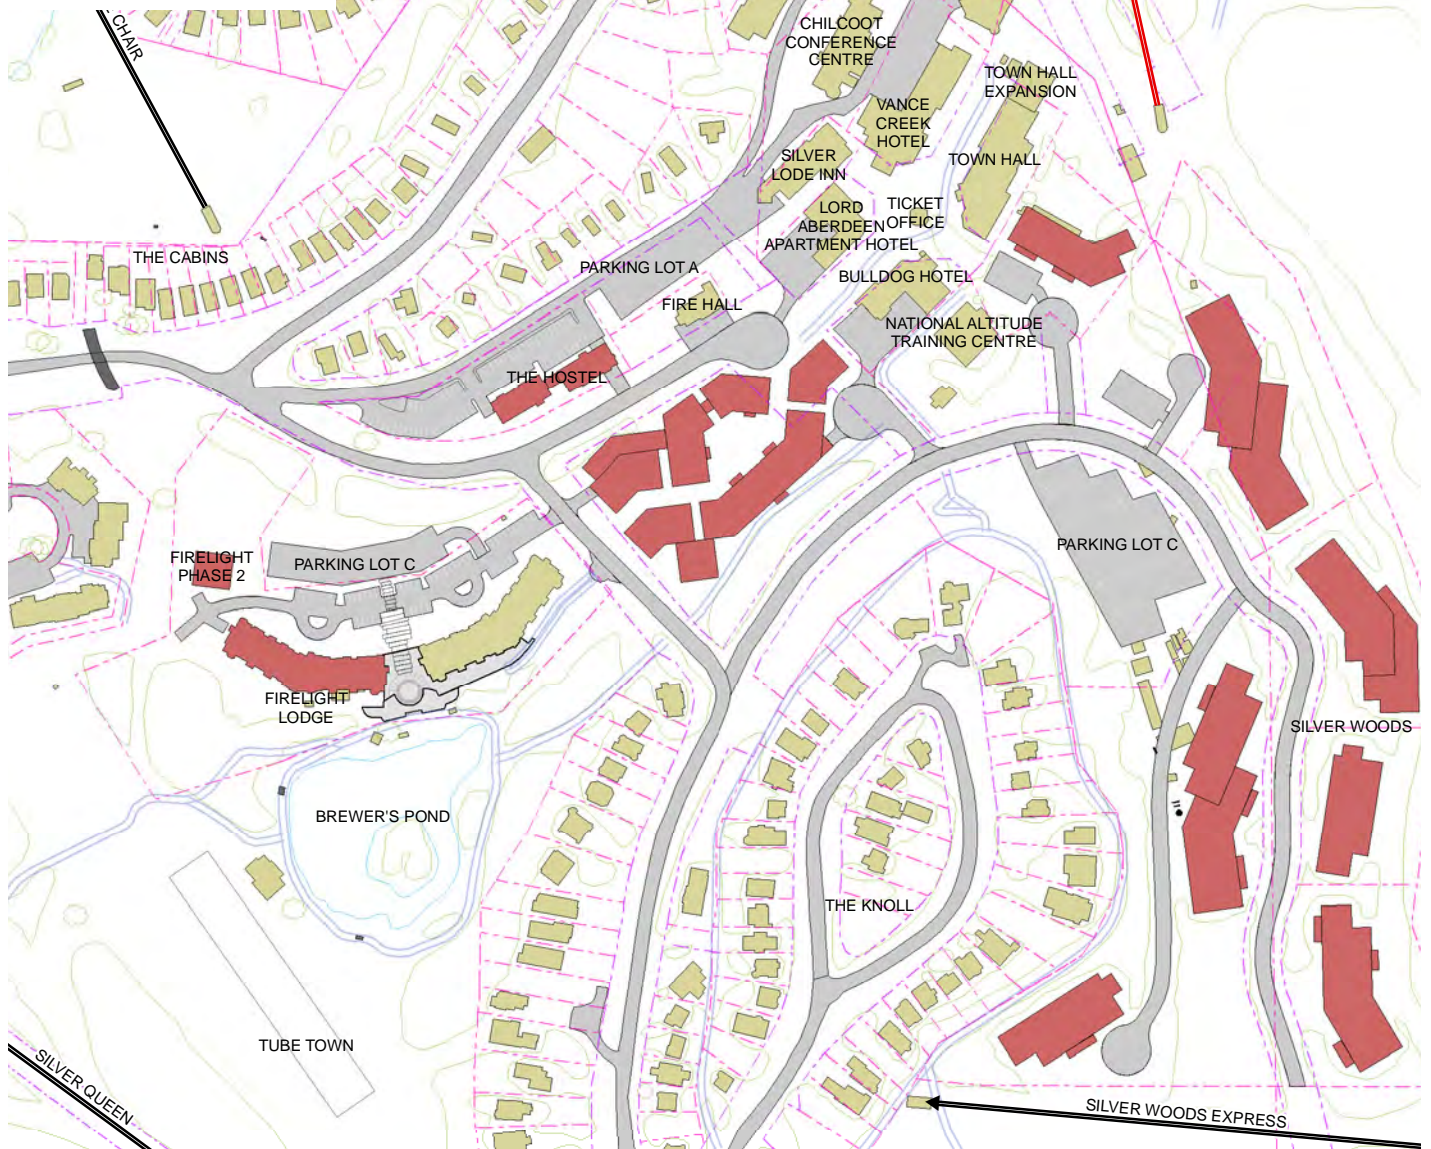 CHAIR
CHILCOOT
CONFERENCE
CENTRE
TOWN HALL
EXPANSION
VANCE
CREEK
HOTEL
SILVER
LODE INN
TOWN HALL
LORD
ABERDEEN
APARTMENT HOTEL
TICKET
OFFICE
THE CABINS
PARKING LOT A
BULLDOG HOTEL
FIRE HALL
NATIONAL ALTITUDE
TRAINING CENTRE
THE HOSTEL
FIRELIGHT
PHASE 2
PARKING LOT C
PARKING LOT C
FIRELIGHT
LODGE
SILVER WOODS
BREWER'S POND
THE KNOLL
TUBE TOWN
SILVER QUEEN
SILVER WOODS EXPRESS